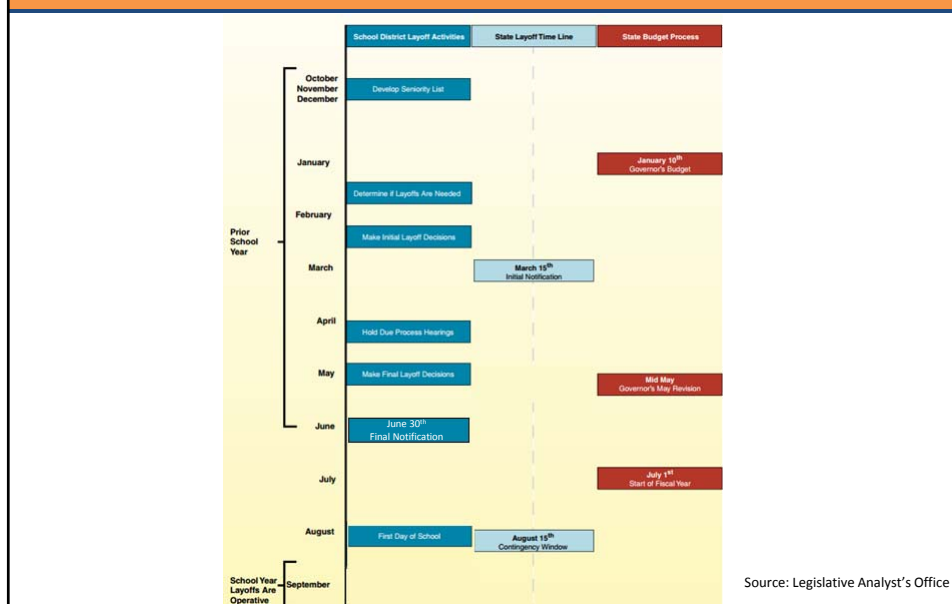 School District Layoff Activities
State Layoff Time Line
State Budget Process
October
November
December
Develop Seniority List
January
January 10th
Governor's Budget
Determine if Layoffs Are Needed
February
Make Initial Layoff Decisions
Prior
School
Year
March
March 15th
Initial Notification
April
Hold Due Process Hearings
May
Make Final Layoff Decisions
Mid May
Governor's May Revision
June
June 30th
Final Notification
July
July 1st
Start of Fiscal Year
August
First Day of School
August 15th
Contingency Window
School Year
Layoffs Are
Operative
September
Source: Legislative Analyst’s Office